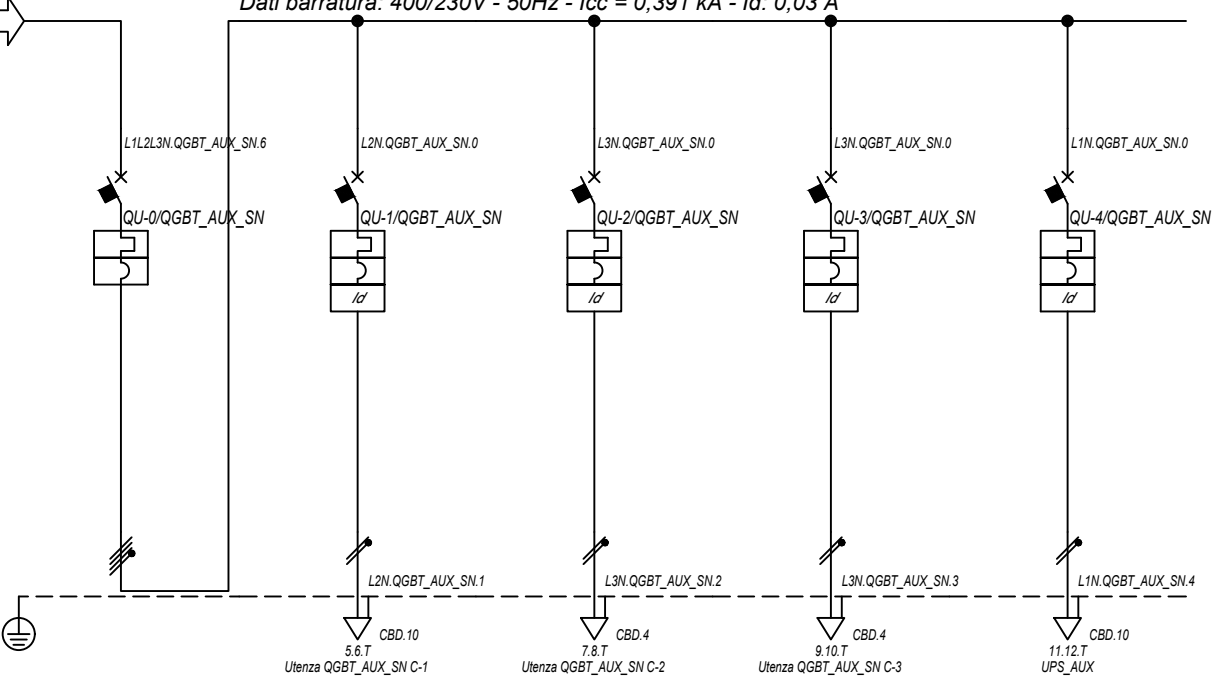 Dati barratura: 400/230V - 50Hz - Icc = 0,391 kA - Id: 0,03 A
L1L2L3N.QGBT_AUX_SN.6
L2N.QGBT_AUX_SN.0
L3N.QGBT_AUX_SN.0
L3N.QGBT_AUX_SN.0
L1N.QGBT_AUX_SN.0
QU-0/QGBT_AUX_SN
QU-1/QGBT_AUX_SN
QU-2/QGBT_AUX_SN
QU-3/QGBT_AUX_SN
QU-4/QGBT_AUX_SN
Id
Id
Id
Id
L2N.QGBT_AUX_SN.1
L3N.QGBT_AUX_SN.2
L3N.QGBT_AUX_SN.3
L1N.QGBT_AUX_SN.4
CBD.10
CBD.4
CBD.4
CBD.10
5.6.T
7.8.T
9.10.T
11.12.T
Utenza QGBT_AUX_SN C-1
Utenza QGBT_AUX_SN C-2
Utenza QGBT_AUX_SN C-3
UPS_AUX